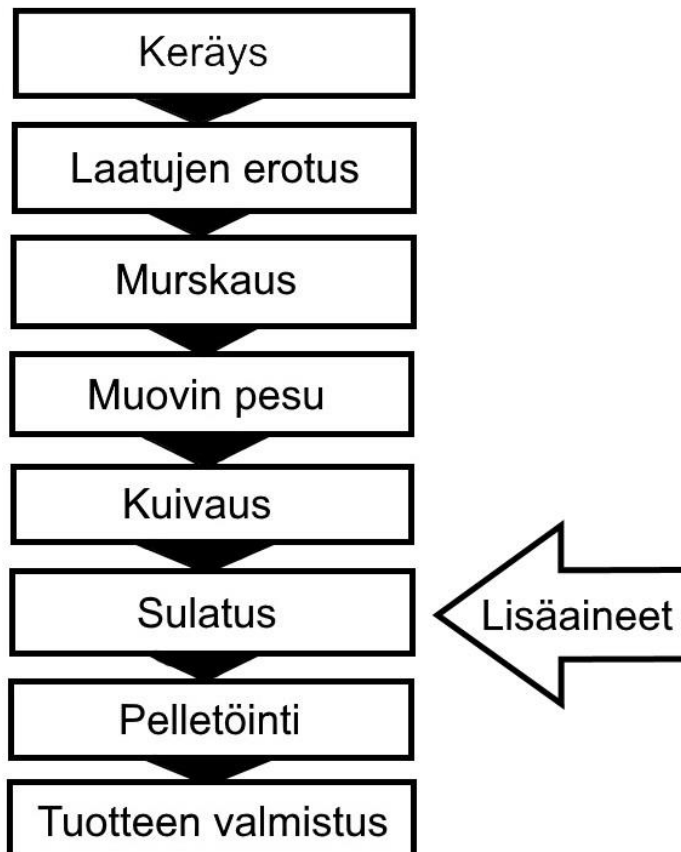 Keräys
Laatujen erotus
Murskaus
Muovin pesu
Kuivaus
Sulatus
Lisäaineet
Pelletöinti
Tuotteen valmistus